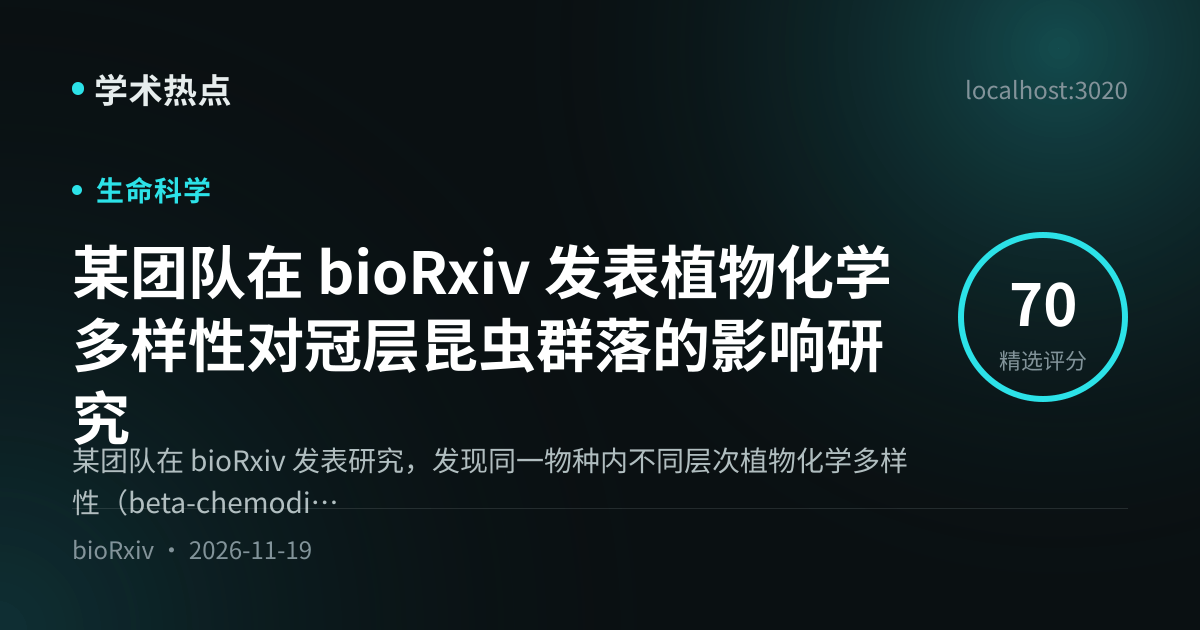 学术热点
localhost:3020
生命科学
某团队在 bioRxiv 发表植物化学
多样性对冠层昆虫群落的影响研
究
70
精选评分
某团队在 bioRxiv 发表研究，发现同一物种内不同层次植物化学多样
性（beta-chemodi…
bioRxiv · 2026-11-19